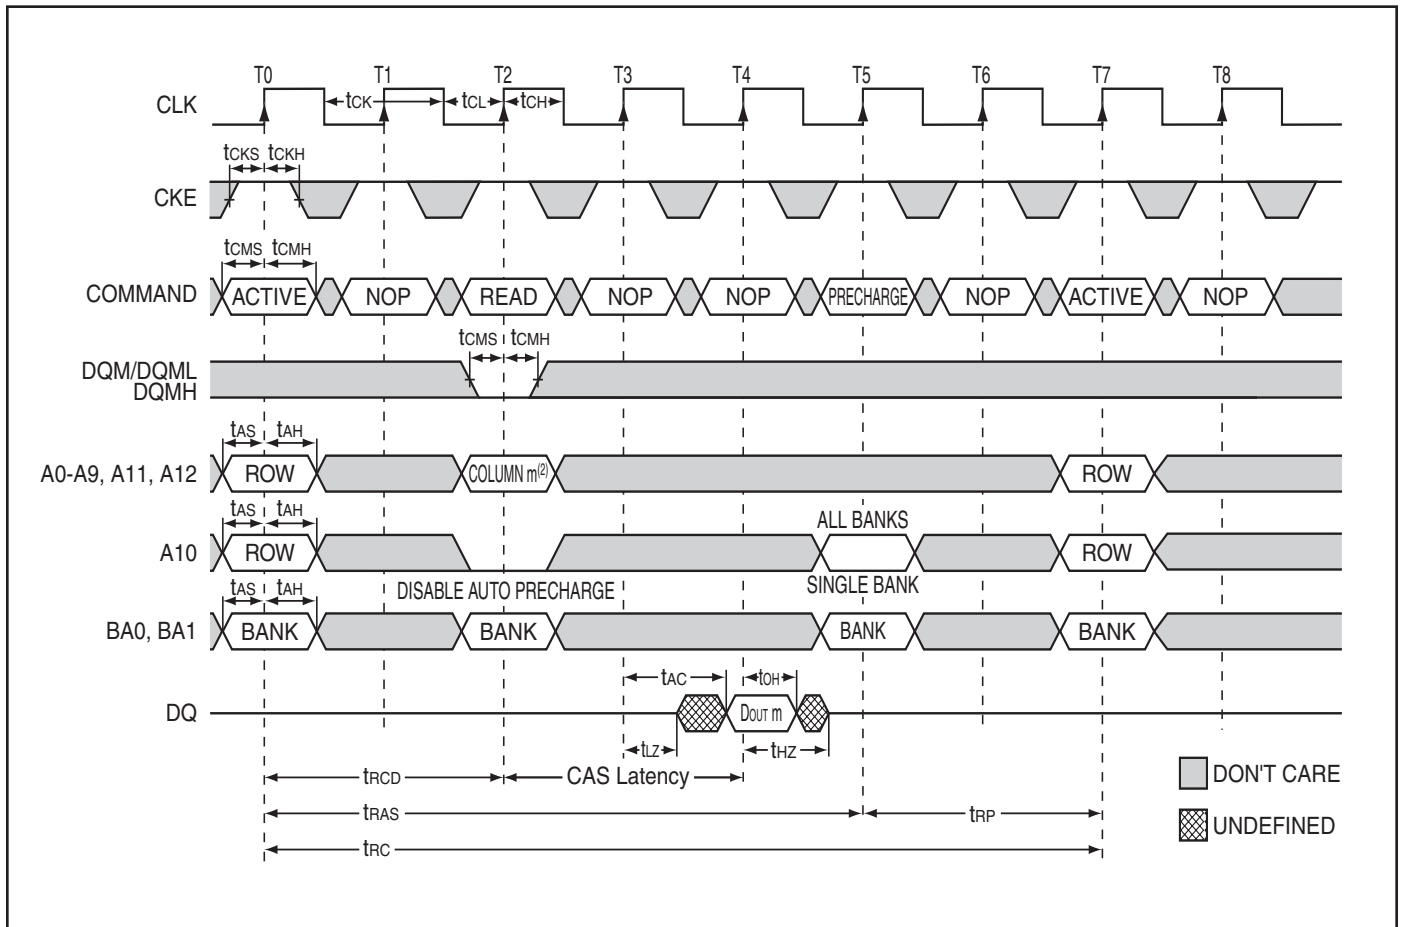 T0 T1 T2 T3 T4 T5 T6 T7 T8
CLK
tCK tCL tCH
tCKS tCKH
CKE
tCMS tCMH
COMMAND ACTIVE NOP READ NOP NOP PRECHARGE NOP ACTIVE NOP
tCMS tCMH
DQM/DQML
DQMH
tAS tAH
A0-A9, A11, A12 ROW COLUMN m(2) ROW
tAS tAH
ALL BANKS
A10 ROW ROW
DISABLE AUTO PRECHARGE SINGLE BANK
tAS tAH
BA0, BA1 BANK BANK BANK BANK
tAC tOH
DQ DOUT m
tLZ tHZ
tRCD CAS Latency
DON'T CARE
tRAS tRP
UNDEFINED
tRC